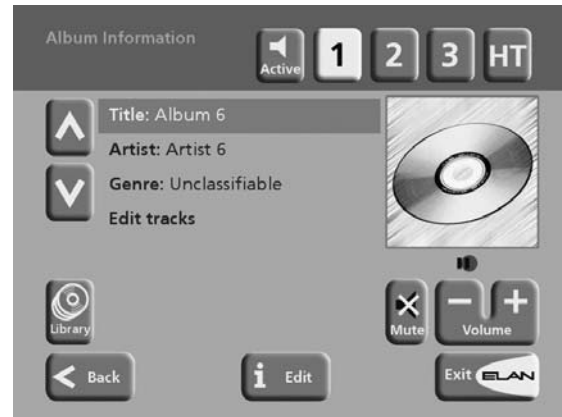 Album Information
Active
1
2
3
HT
Title: Album 6
Artist: Artist 6
Genre: Unclassifiable
Edit tracks
Library
Mute
− +
Volume
< Back
i Edit
Exit ELAN